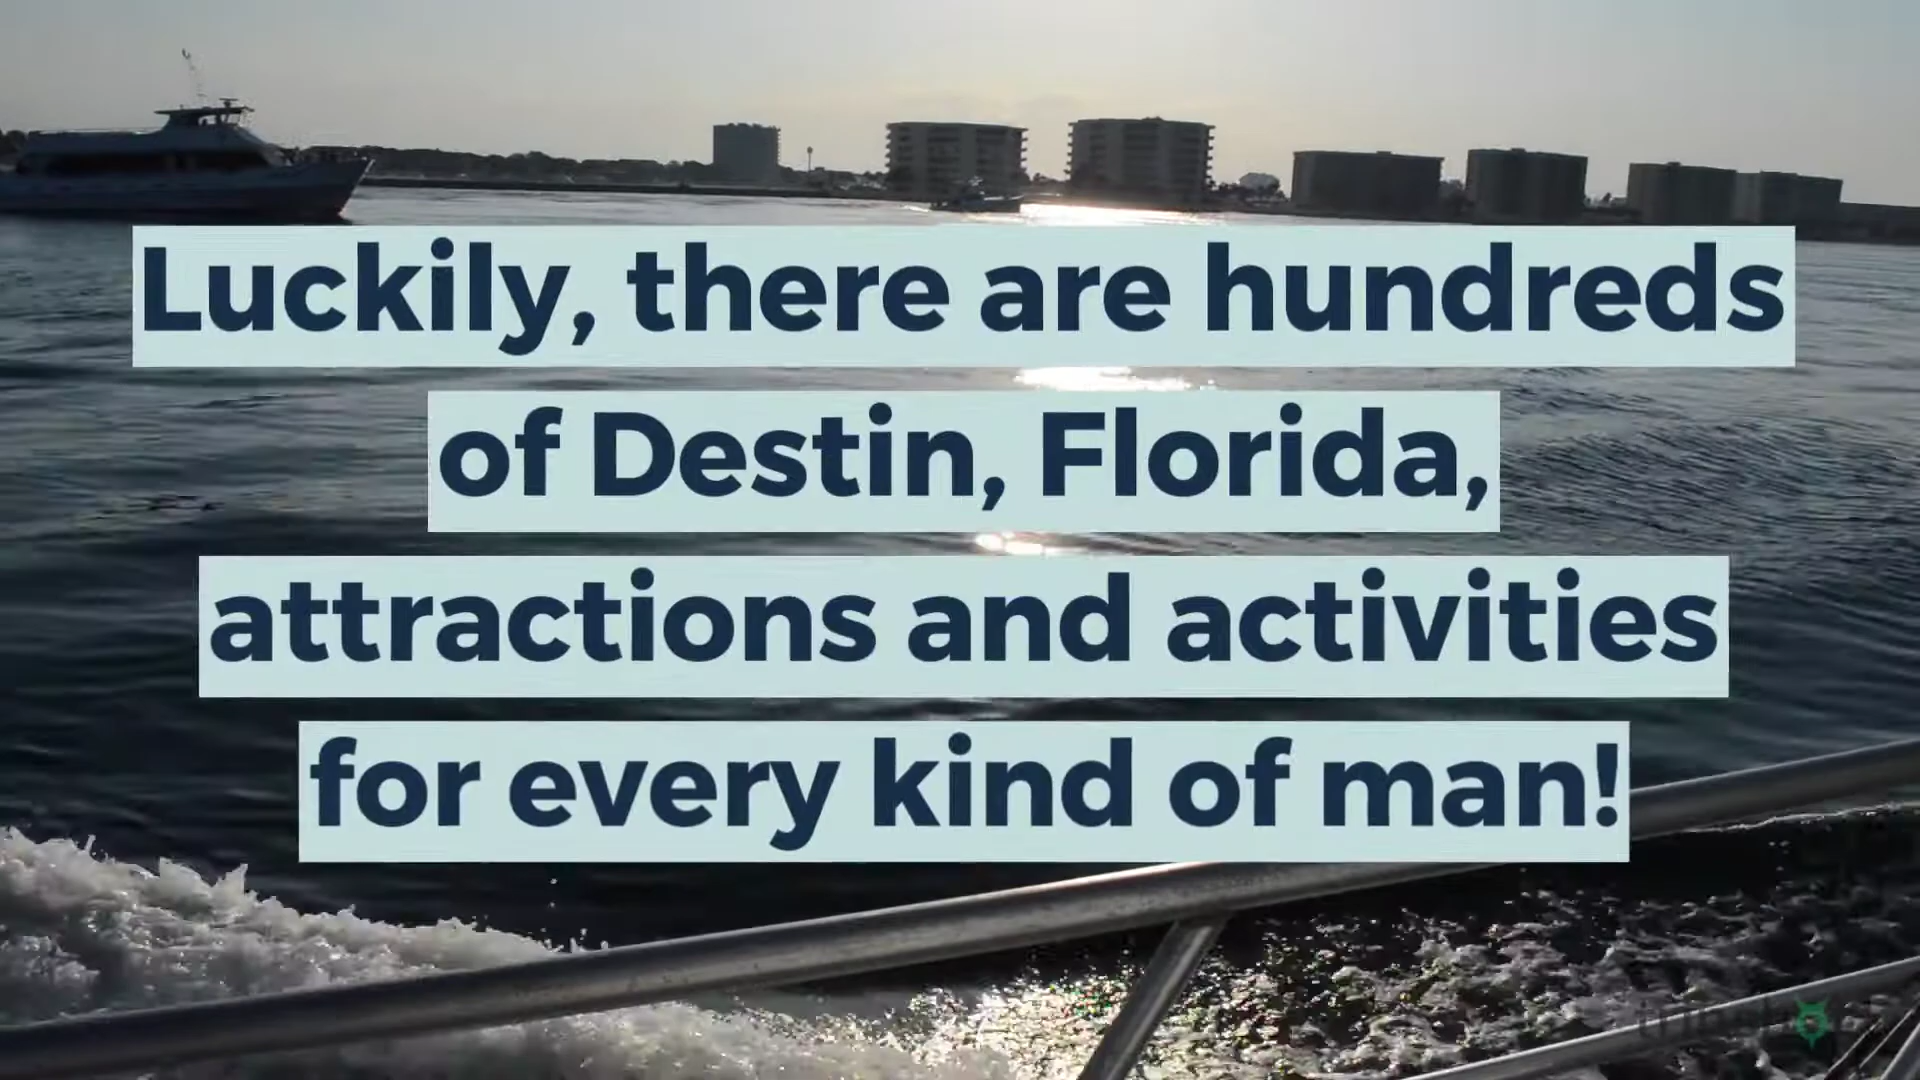 Luckily, there are hundreds
of Destin, Florida,
attractions and activities
for every kind of man!